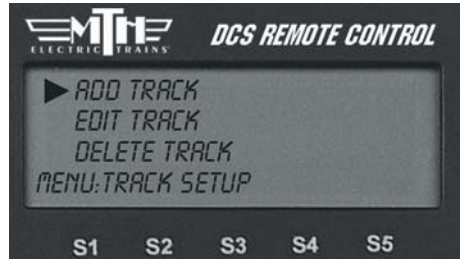 MTH
ELECTRIC TRAINS
DCS REMOTE CONTROL
ADD TRACK
EDIT TRACK
DELETE TRACK
MENU:TRACK SETUP
S1 S2 S3 S4 S5